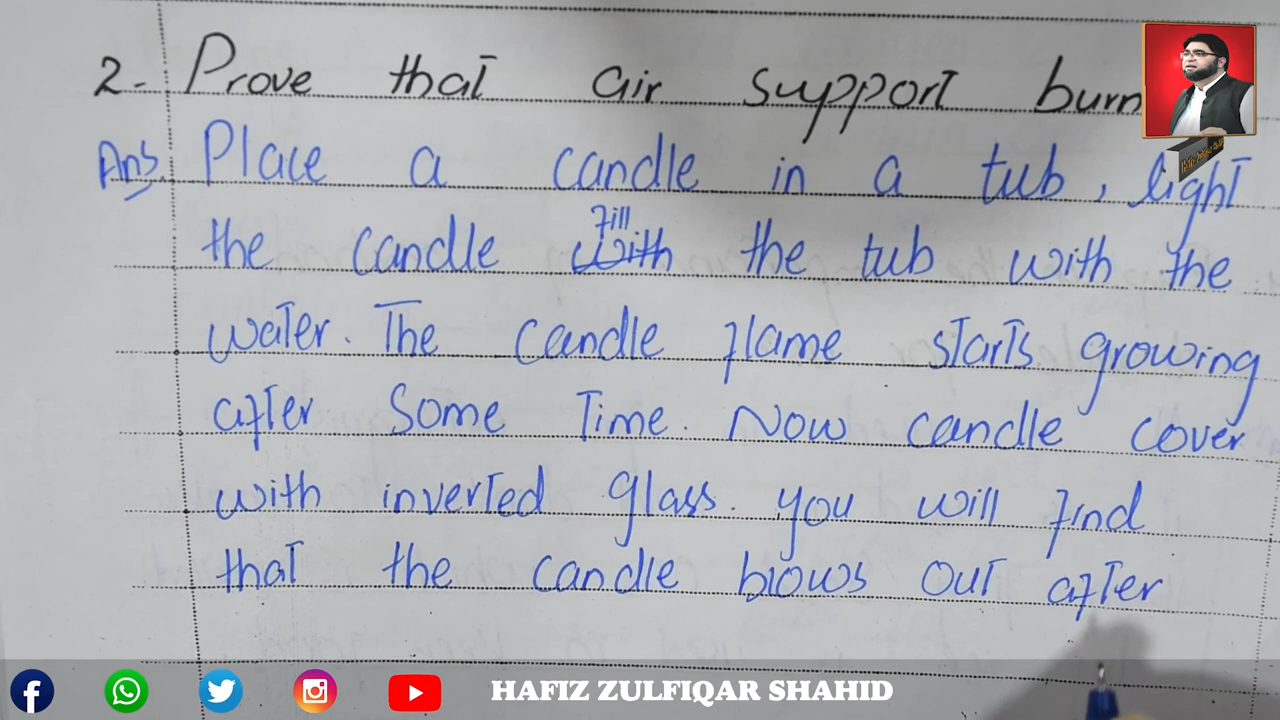 2- Prove that air support burn
Ans. Place a candle in a tub, light
the candle fill the tub with the
water. The candle flame starts growing
after some time. Now candle cover
with inverted glass. you will find
that the candle blows out after
HAFIZ ZULFIQAR SHAHID